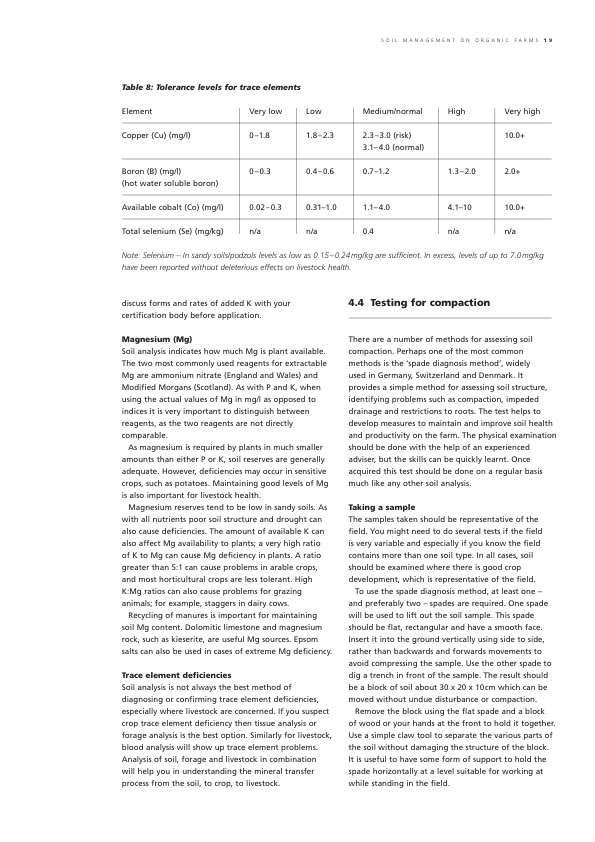 SOIL MANAGEMENT ON ORGANIC FARMS 19
Table 8: Tolerance levels for trace elements
Element Very low Low Medium/normal High Very high
Copper (Cu) (mg/l) 0–1.8 1.8–2.3 2.3–3.0 (risk) 10.0+
3.1–4.0 (normal)
Boron (B) (mg/l) 0–0.3 0.4–0.6 0.7–1.2 1.3–2.0 2.0+
(hot water soluble boron)
Available cobalt (Co) (mg/l) 0.02–0.3 0.31–1.0 1.1–4.0 4.1–10 10.0+
Total selenium (Se) (mg/kg) n/a n/a 0.4 n/a n/a
Note: Selenium – In sandy soils/podzols levels as low as 0.15–0.24mg/kg are sufficient. In excess, levels of up to 7.0mg/kg
have been reported without deleterious effects on livestock health.
discuss forms and rates of added K with your
certification body before application.
Magnesium (Mg)
Soil analysis indicates how much Mg is plant available.
The two most commonly used reagents for extractable
Mg are ammonium nitrate (England and Wales) and
Modified Morgans (Scotland). As with P and K, when
using the actual values of Mg in mg/l as opposed to
indices it is very important to distinguish between
reagents, as the two reagents are not directly
comparable.
As magnesium is required by plants in much smaller
amounts than either P or K, soil reserves are generally
adequate. However, deficiencies may occur in sensitive
crops, such as potatoes. Maintaining good levels of Mg
is also important for livestock health.
Magnesium reserves tend to be low in sandy soils. As
with all nutrients poor soil structure and drought can
also cause deficiencies. The amount of available K can
also affect Mg availability to plants; a very high ratio
of K to Mg can cause Mg deficiency in plants. A ratio
greater than 5:1 can cause problems in arable crops,
and most horticultural crops are less tolerant. High
K:Mg ratios can also cause problems for grazing
animals; for example, staggers in dairy cows.
Recycling of manures is important for maintaining
soil Mg content. Dolomitic limestone and magnesium
rock, such as kieserite, are useful Mg sources. Epsom
salts can also be used in cases of extreme Mg deficiency.
Trace element deficiencies
Soil analysis is not always the best method of
diagnosing or confirming trace element deficiencies,
especially where livestock are concerned. If you suspect
crop trace element deficiency then tissue analysis or
forage analysis is the best option. Similarly for livestock,
blood analysis will show up trace element problems.
Analysis of soil, forage and livestock in combination
will help you in understanding the mineral transfer
process from the soil, to crop, to livestock.
4.4 Testing for compaction
There are a number of methods for assessing soil
compaction. Perhaps one of the most common
methods is the ‘spade diagnosis method’, widely
used in Germany, Switzerland and Denmark. It
provides a simple method for assessing soil structure,
identifying problems such as compaction, impeded
drainage and restrictions to roots. The test helps to
develop measures to maintain and improve soil health
and productivity on the farm. The physical examination
should be done with the help of an experienced
adviser, but the skills can be quickly learnt. Once
acquired this test should be done on a regular basis
much like any other soil analysis.
Taking a sample
The samples taken should be representative of the
field. You might need to do several tests if the field
is very variable and especially if you know the field
contains more than one soil type. In all cases, soil
should be examined where there is good crop
development, which is representative of the field.
To use the spade diagnosis method, at least one –
and preferably two – spades are required. One spade
will be used to lift out the soil sample. This spade
should be flat, rectangular and have a smooth face.
Insert it into the ground vertically using side to side,
rather than backwards and forwards movements to
avoid compressing the sample. Use the other spade to
dig a trench in front of the sample. The result should
be a block of soil about 30 x 20 x 10cm which can be
moved without undue disturbance or compaction.
Remove the block using the flat spade and a block
of wood or your hands at the front to hold it together.
Use a simple claw tool to separate the various parts of
the soil without damaging the structure of the block.
It is useful to have some form of support to hold the
spade horizontally at a level suitable for working at
while standing in the field.